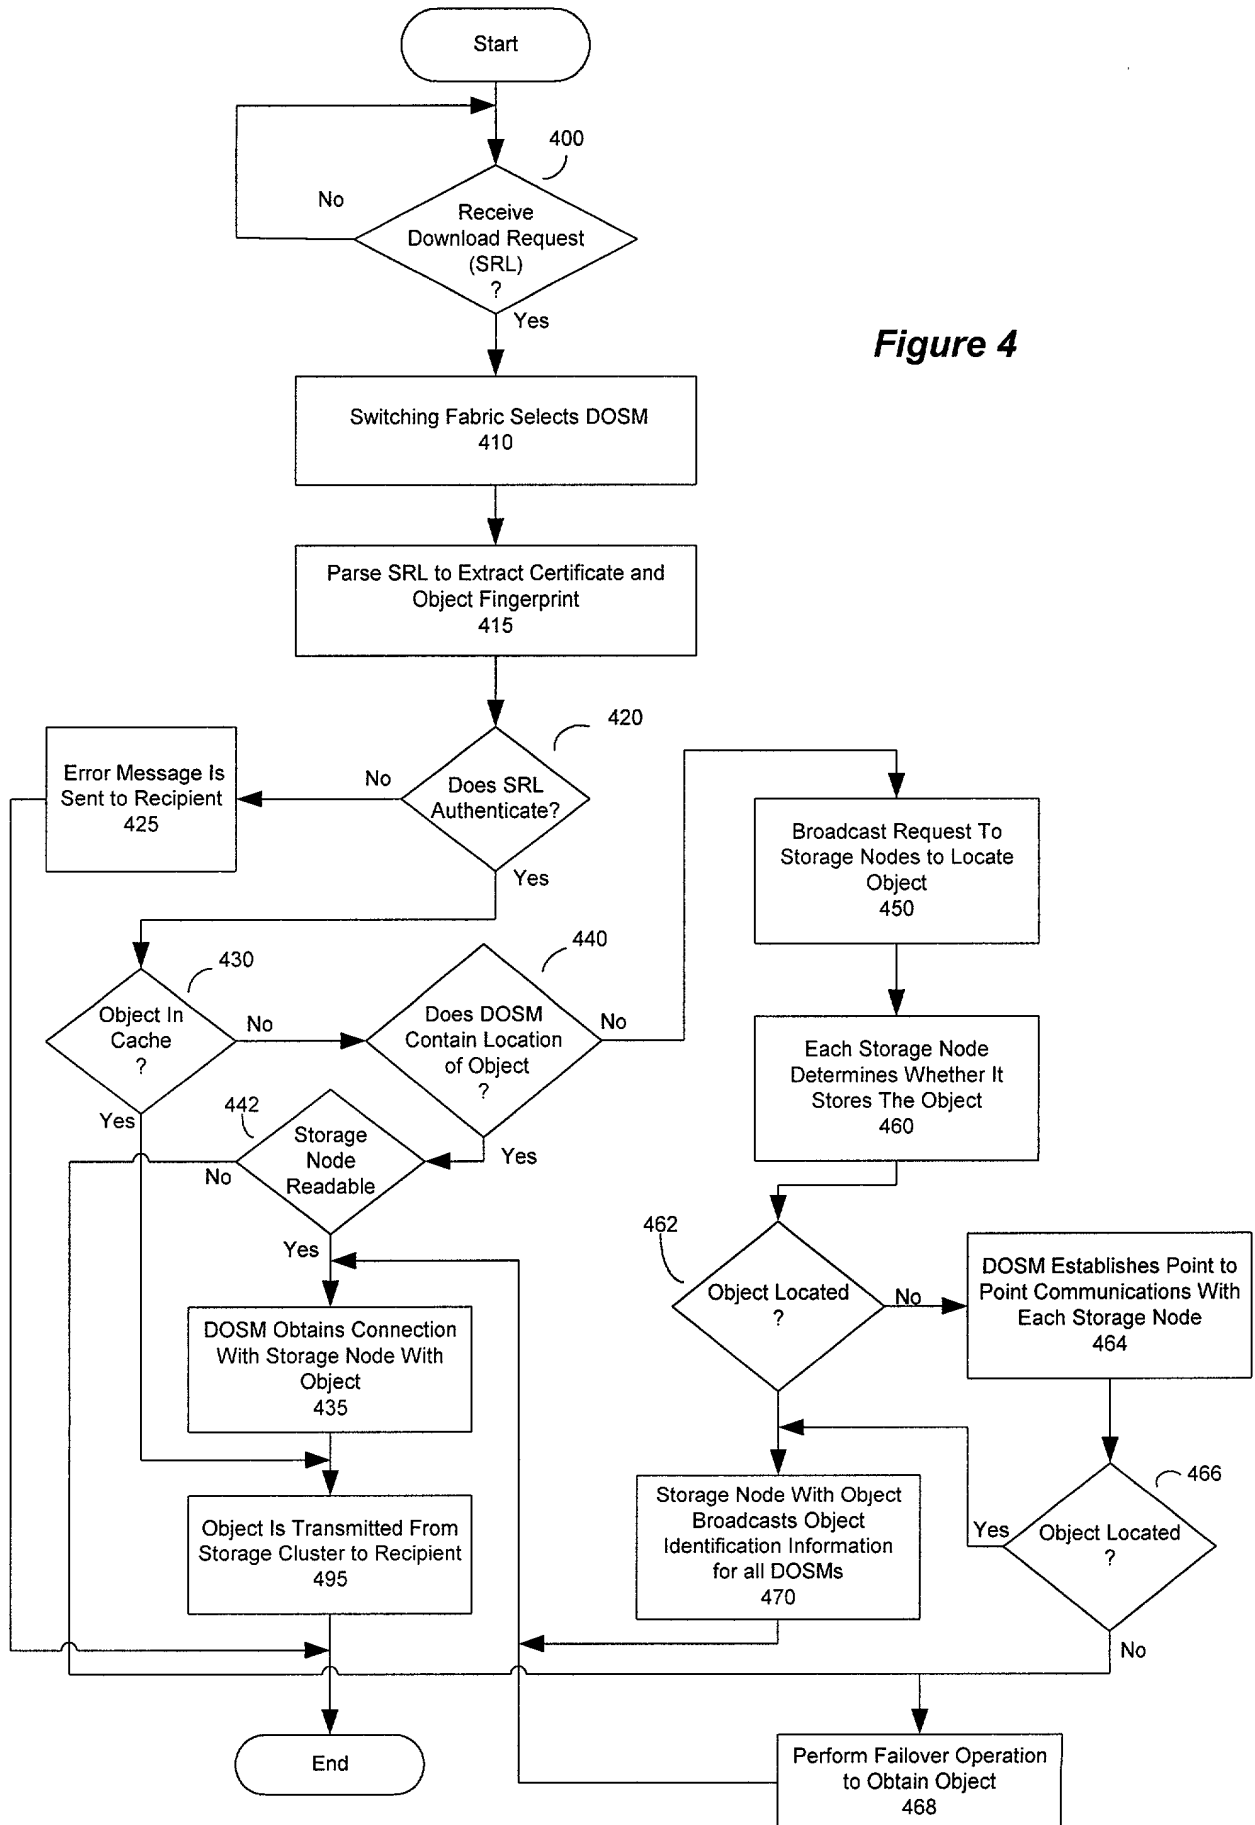 Start
400
No
Receive
Download Request
(SRL)
?
Yes
Figure 4
Switching Fabric Selects DOSM
410
Parse SRL to Extract Certificate and
Object Fingerprint
415
420
Error Message Is
Sent to Recipient
425
No
Does SRL
Authenticate?
Yes
Broadcast Request To
Storage Nodes to Locate
Object
450
430
440
Object In
Cache
?
No
Does DOSM
Contain Location
of Object
?
No
Each Storage Node
Determines Whether It
Stores The Object
460
Yes
442
Storage
Node
Readable
Yes
No
Yes
462
Object Located
?
No
DOSM Establishes Point to
Point Communications With
Each Storage Node
464
DOSM Obtains Connection
With Storage Node With
Object
435
466
Storage Node With Object
Broadcasts Object
Identification Information
for all DOSMs
470
Yes
Object Located
?
Object Is Transmitted From
Storage Cluster to Recipient
495
No
End
Perform Failover Operation
to Obtain Object
468